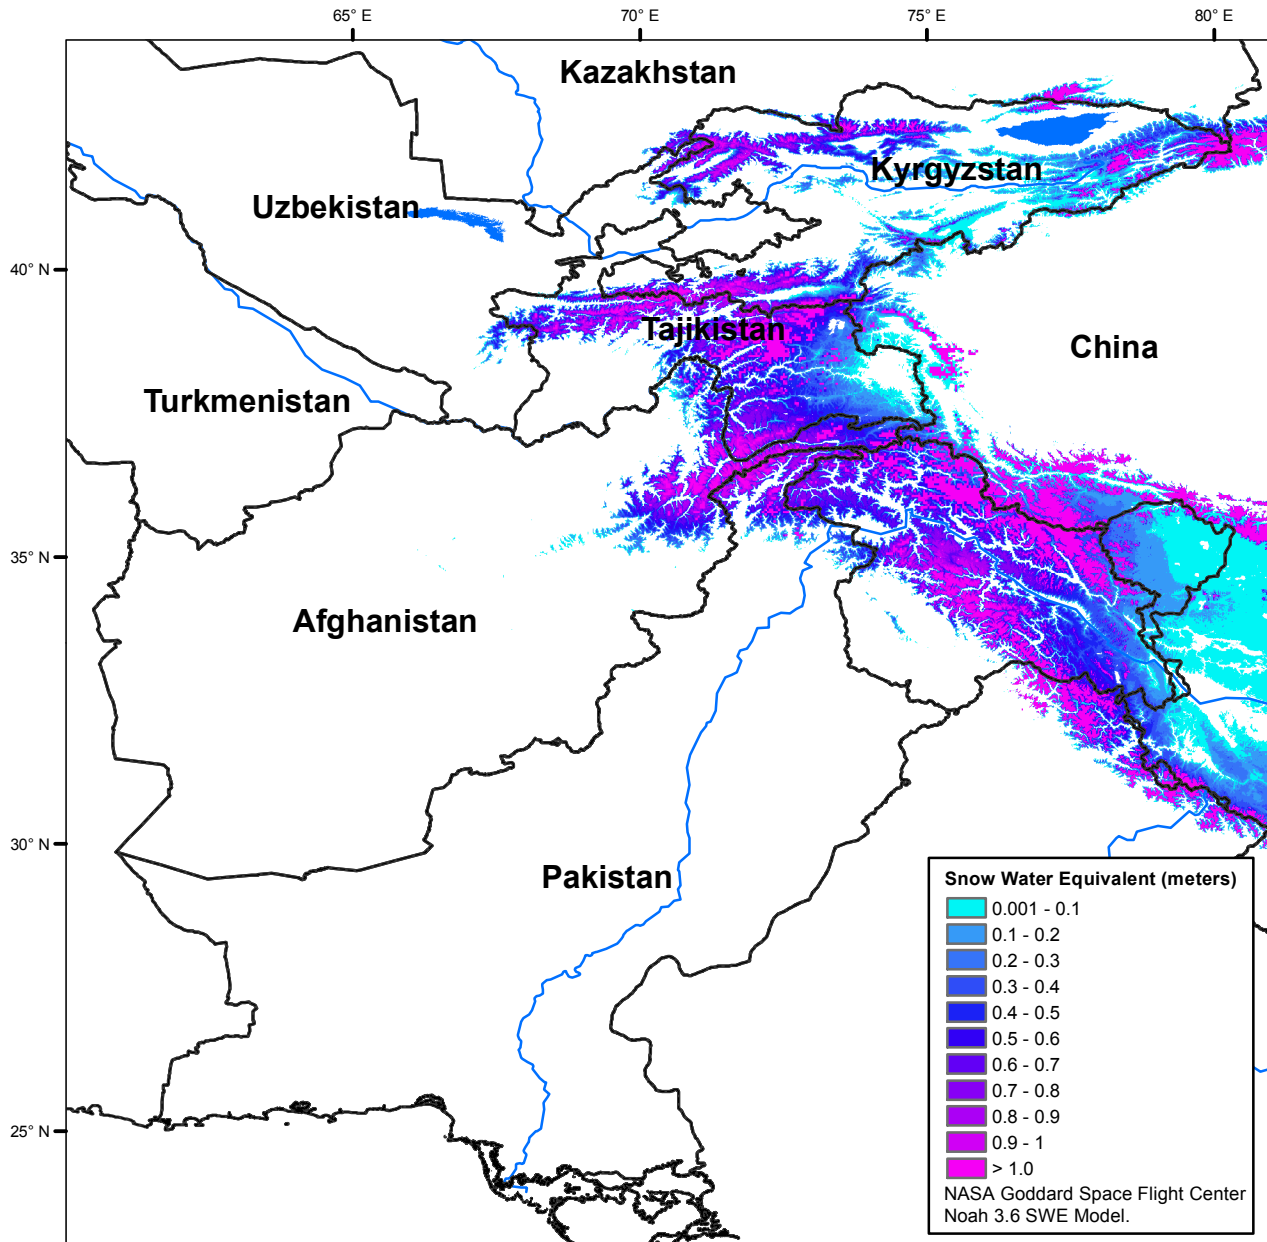 65° E
70° E
75° E
80° E
Kazakhstan
Kyrgyzstan
Uzbekistan
40° N
Tajikistan
China
Turkmenistan
35° N
Afghanistan
30° N
Pakistan
25° N
Snow Water Equivalent (meters)
0.001 - 0.1
0.1 - 0.2
0.2 - 0.3
0.3 - 0.4
0.4 - 0.5
0.5 - 0.6
0.6 - 0.7
0.7 - 0.8
0.8 - 0.9
0.9 - 1
> 1.0
NASA Goddard Space Flight Center
Noah 3.6 SWE Model.